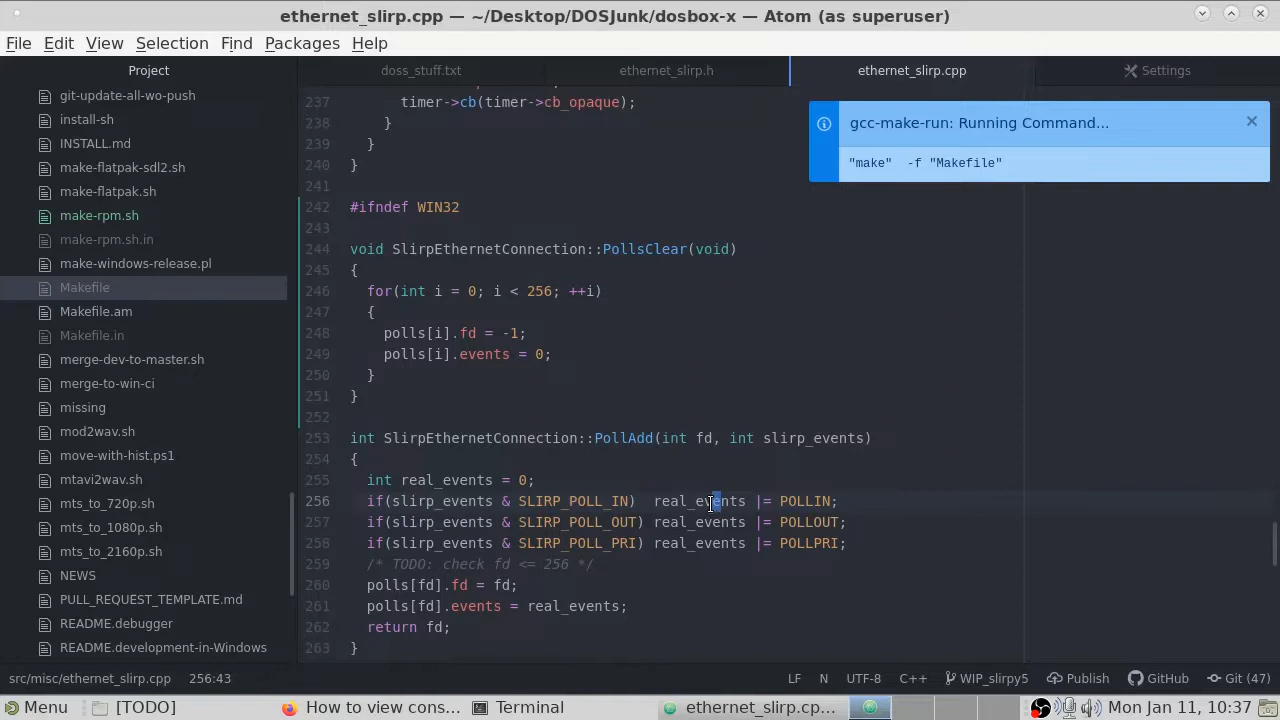 ethernet_slirp.cpp — ~/Desktop/DOSJunk/dosbox-x — Atom (as superuser)
File Edit View Selection Find Packages Help
Project
git-update-all-wo-push
install-sh
INSTALL.md
make-flatpak-sdl2.sh
make-flatpak.sh
make-rpm.sh
make-rpm.sh.in
make-windows-release.pl
Makefile
Makefile.am
Makefile.in
merge-dev-to-master.sh
merge-to-win-ci
missing
mod2wav.sh
move-with-hist.ps1
mtavi2wav.sh
mts_to_720p.sh
mts_to_1080p.sh
mts_to_2160p.sh
NEWS
PULL_REQUEST_TEMPLATE.md
README.debugger
README.development-in-Windows
doss_stuff.txt ethernet_slirp.h ethernet_slirp.cpp Settings
gcc-make-run: Running Command...
"make"  -f "Makefile"
237 timer->cb(timer->cb_opaque);
238 }
239 }
240 }
241
242 #ifndef WIN32
243
244 void SlirpEthernetConnection::PollsClear(void)
245 {
246 for(int i = 0; i < 256; ++i)
247 {
248 polls[i].fd = -1;
249 polls[i].events = 0;
250 }
251 }
252
253 int SlirpEthernetConnection::PollAdd(int fd, int slirp_events)
254 {
255 int real_events = 0;
256 if(slirp_events & SLIRP_POLL_IN)  real_events |= POLLIN;
257 if(slirp_events & SLIRP_POLL_OUT) real_events |= POLLOUT;
258 if(slirp_events & SLIRP_POLL_PRI) real_events |= POLLPRI;
259 /* TODO: check fd <= 256 */
260 polls[fd].fd = fd;
261 polls[fd].events = real_events;
262 return fd;
263 }
src/misc/ethernet_slirp.cpp 256:43 LF N UTF-8 C++ WIP_slirpy5 Publish GitHub Git (47)
Menu [TODO] How to view cons... Terminal ethernet_slirp.cp... Mon Jan 11, 10:37